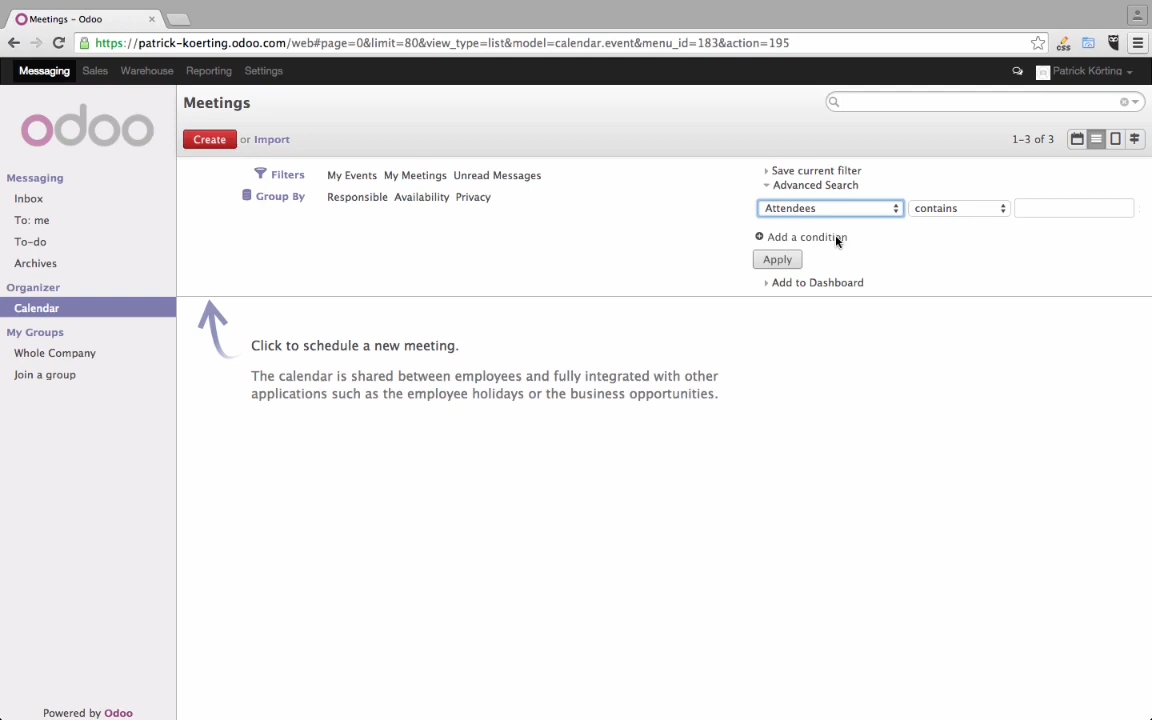 Meetings – Odoo
https://patrick-koerting.odoo.com/web#page=0&limit=80&view_type=list&model=calendar.event&menu_id=183&action=195
css
Messaging Sales Warehouse Reporting Settings Patrick Körting
odoo
Meetings
Create or Import 1-3 of 3
Messaging
Inbox
To: me
To-do
Archives
Organizer
Calendar
My Groups
Whole Company
Join a group
Filters My Events My Meetings Unread Messages
Group By Responsible Availability Privacy
Save current filter
Advanced Search
Attendees contains
Add a condition
Apply
Add to Dashboard
Click to schedule a new meeting.
The calendar is shared between employees and fully integrated with other
applications such as the employee holidays or the business opportunities.
Powered by Odoo